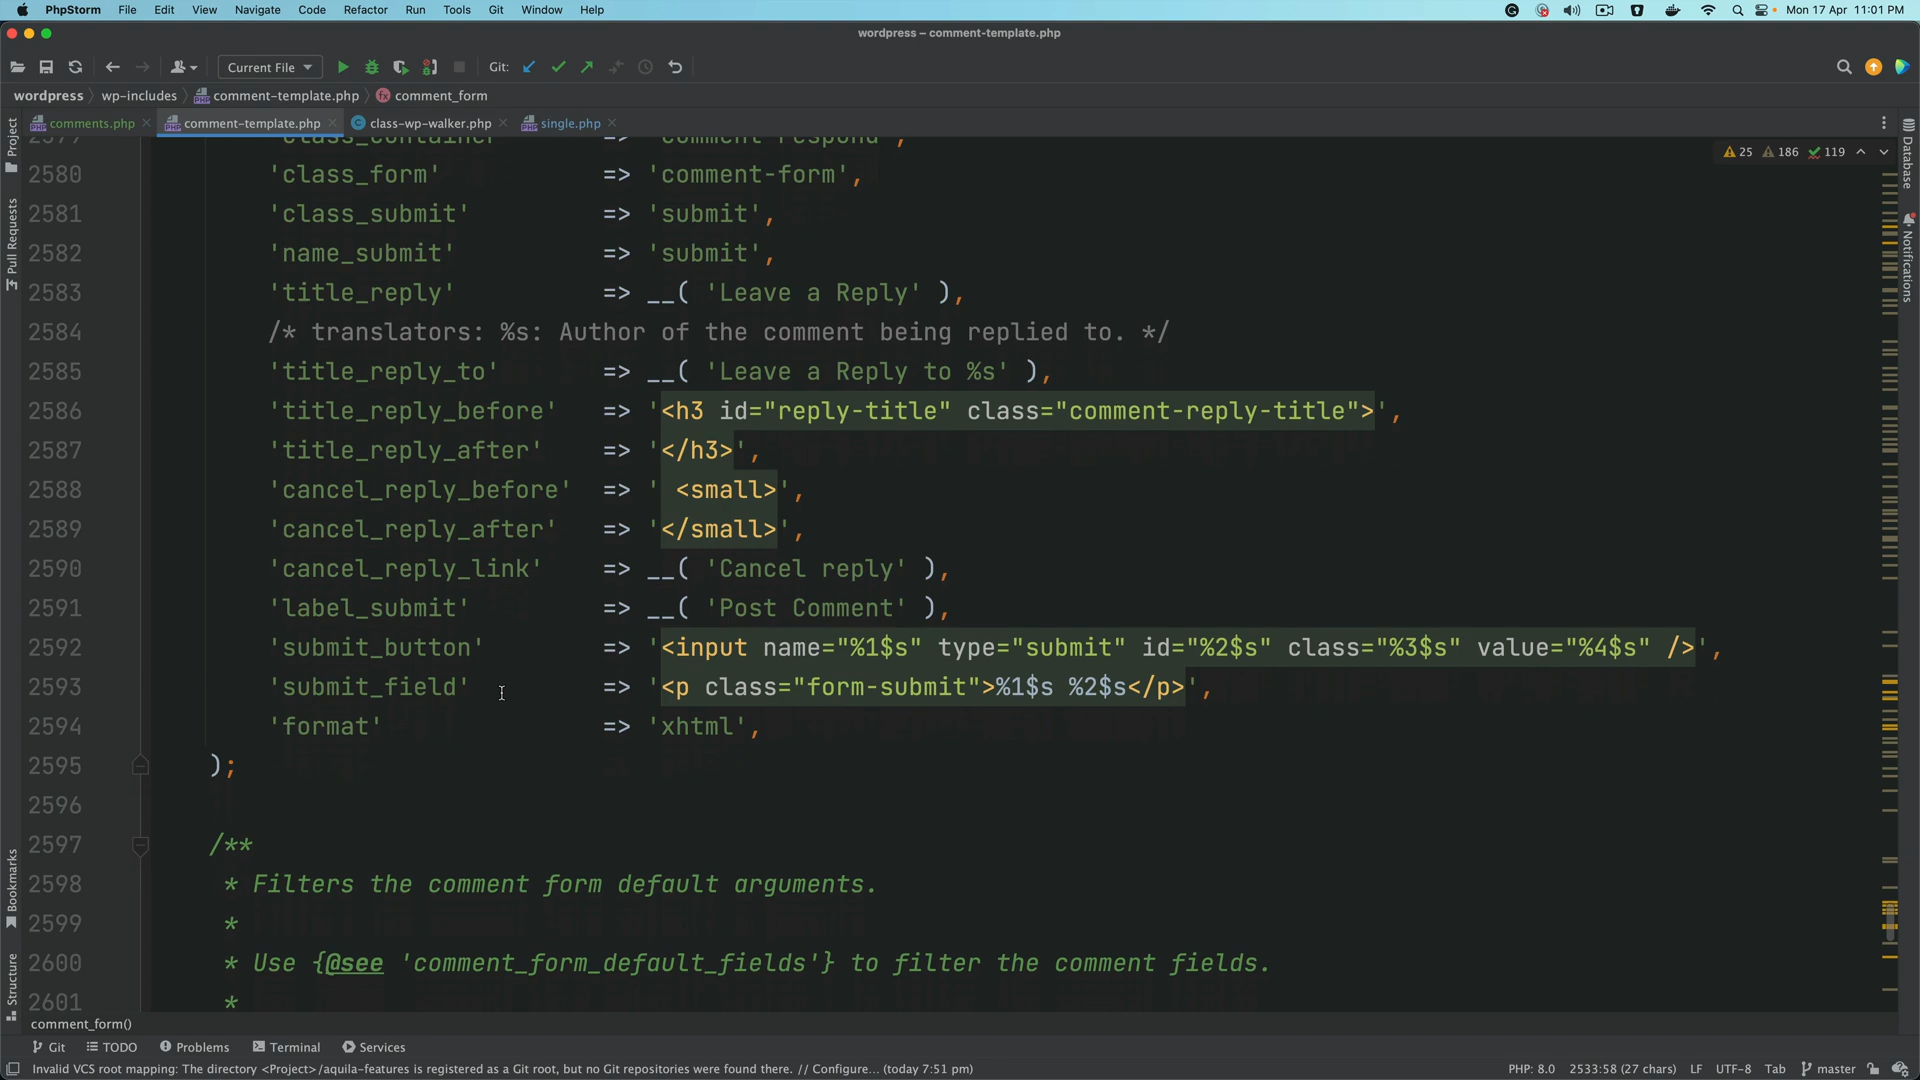 PhpStorm File Edit View Navigate Code Refactor Run Tools Git Window Help Mon 17 Apr 11:01 PM
wordpress – comment-template.php
Current File Git:
wordpress wp-includes comment-template.php comment_form
comments.php comment-template.php class-wp-walker.php single.php
Project
Pull Requests
Bookmarks
Structure
Database
Notifications
25 186 119
2580 'class_form' => 'comment-form',
2581 'class_submit' => 'submit',
2582 'name_submit' => 'submit',
2583 'title_reply' => __( 'Leave a Reply' ),
2584 /* translators: %s: Author of the comment being replied to. */
2585 'title_reply_to' => __( 'Leave a Reply to %s' ),
2586 'title_reply_before' => '<h3 id="reply-title" class="comment-reply-title">',
2587 'title_reply_after' => '</h3>',
2588 'cancel_reply_before' => ' <small>',
2589 'cancel_reply_after' => '</small>',
2590 'cancel_reply_link' => __( 'Cancel reply' ),
2591 'label_submit' => __( 'Post Comment' ),
2592 'submit_button' => '<input name="%1$s" type="submit" id="%2$s" class="%3$s" value="%4$s" />',
2593 'submit_field' => '<p class="form-submit">%1$s %2$s</p>',
2594 'format' => 'xhtml',
2595 );
2596
2597 /**
2598 * Filters the comment form default arguments.
2599 *
2600 * Use {@see 'comment_form_default_fields'} to filter the comment fields.
2601 *
comment_form()
Git TODO Problems Terminal Services
Invalid VCS root mapping: The directory <Project>/aquila-features is registered as a Git root, but no Git repositories were found there. // Configure... (today 7:51 pm) PHP: 8.0 2533:58 (27 chars) LF UTF-8 Tab master